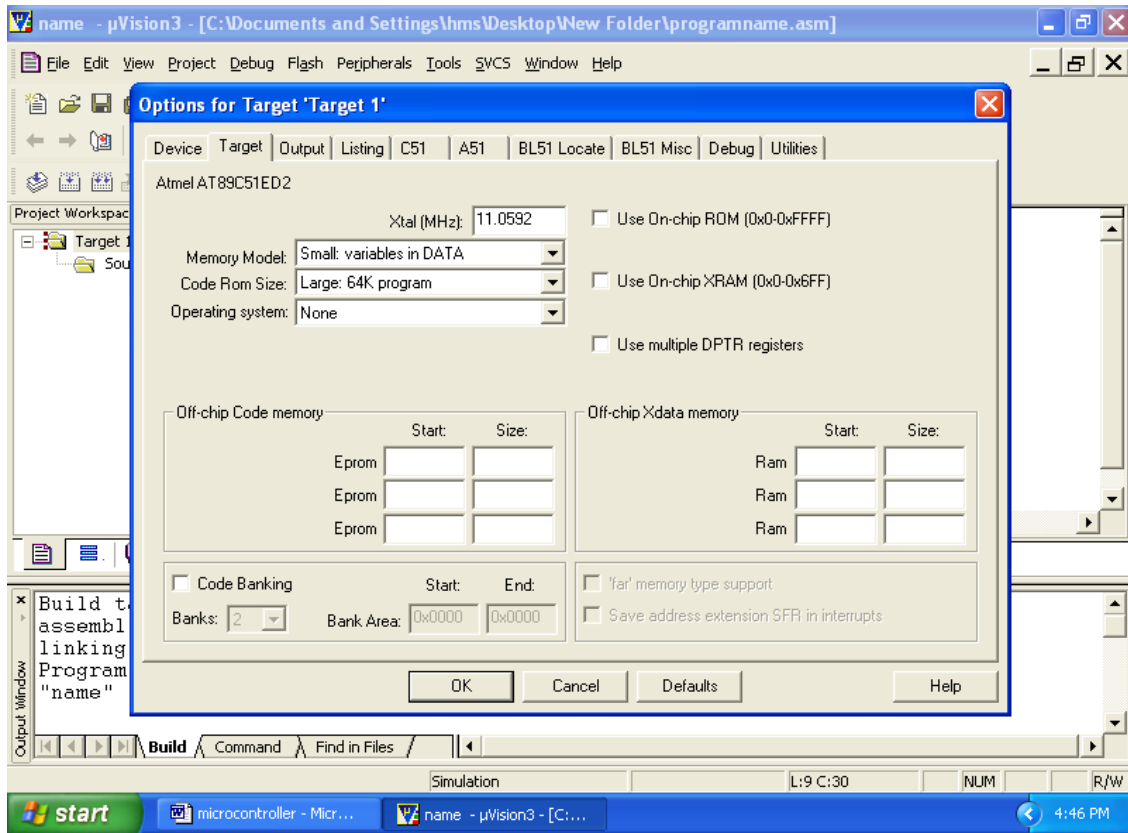 name - µVision3 - [C:\Documents and Settings\hms\Desktop\New Folder\programname.asm]
File Edit View Project Debug Flash Peripherals Tools SVCS Window Help
Options for Target 'Target 1'
Device Target Output Listing C51 A51 BL51 Locate BL51 Misc Debug Utilities
Atmel AT89C51ED2
Project Workspac
Target 1
Sou
Xtal (MHz): 11.0592
Use On-chip ROM (0x0-0xFFFF)
Memory Model: Small: variables in DATA
Code Rom Size: Large: 64K program
Use On-chip XRAM (0x0-0x6FF)
Operating system: None
Use multiple DPTR registers
Off-chip Code memory
Start: Size:
Eprom
Eprom
Eprom
Off-chip Xdata memory
Start: Size:
Ram
Ram
Ram
Code Banking Start: End:
Banks: 2 Bank Area: 0x0000 0x0000
'far' memory type support
Save address extension SFR in interrupts
OK Cancel Defaults Help
Output Window
Build t
assembl
linking
Program
"name"
Build Command Find in Files
Simulation L:9 C:30 NUM R/W
start microcontroller - Micr... name - µVision3 - [C:... 4:46 PM